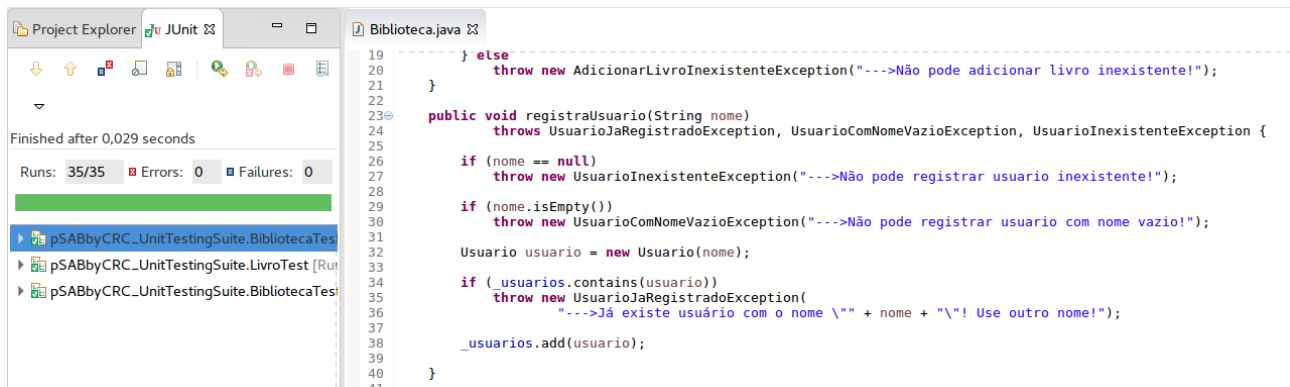 Project Explorer JUnit
Finished after 0,029 seconds
Runs: 35/35 Errors: 0 Failures: 0
pSABbyCRC_UnitTestingSuite.BibliotecaTes
pSABbyCRC_UnitTestingSuite.LivroTest [Ru
pSABbyCRC_UnitTestingSuite.BibliotecaTest
Biblioteca.java
19 } else
20 throw new AdicionarLivroInexistenteException("--->Não pode adicionar livro inexistente!");
21 }
22
23 public void registraUsuario(String nome)
24 throws UsuarioJaRegistradoException, UsuarioComNomeVazioException, UsuarioInexistenteException {
25
26 if (nome == null)
27 throw new UsuarioInexistenteException("--->Não pode registrar usuario inexistente!");
28
29 if (nome.isEmpty())
30 throw new UsuarioComNomeVazioException("--->Não pode registrar usuario com nome vazio!");
31
32 Usuario usuario = new Usuario(nome);
33
34 if (_usuarios.contains(usuario))
35 throw new UsuarioJaRegistradoException(
36 "--->Já existe usuário com o nome \"" + nome + "\"! Use outro nome!");
37
38 _usuarios.add(usuario);
39
40 }